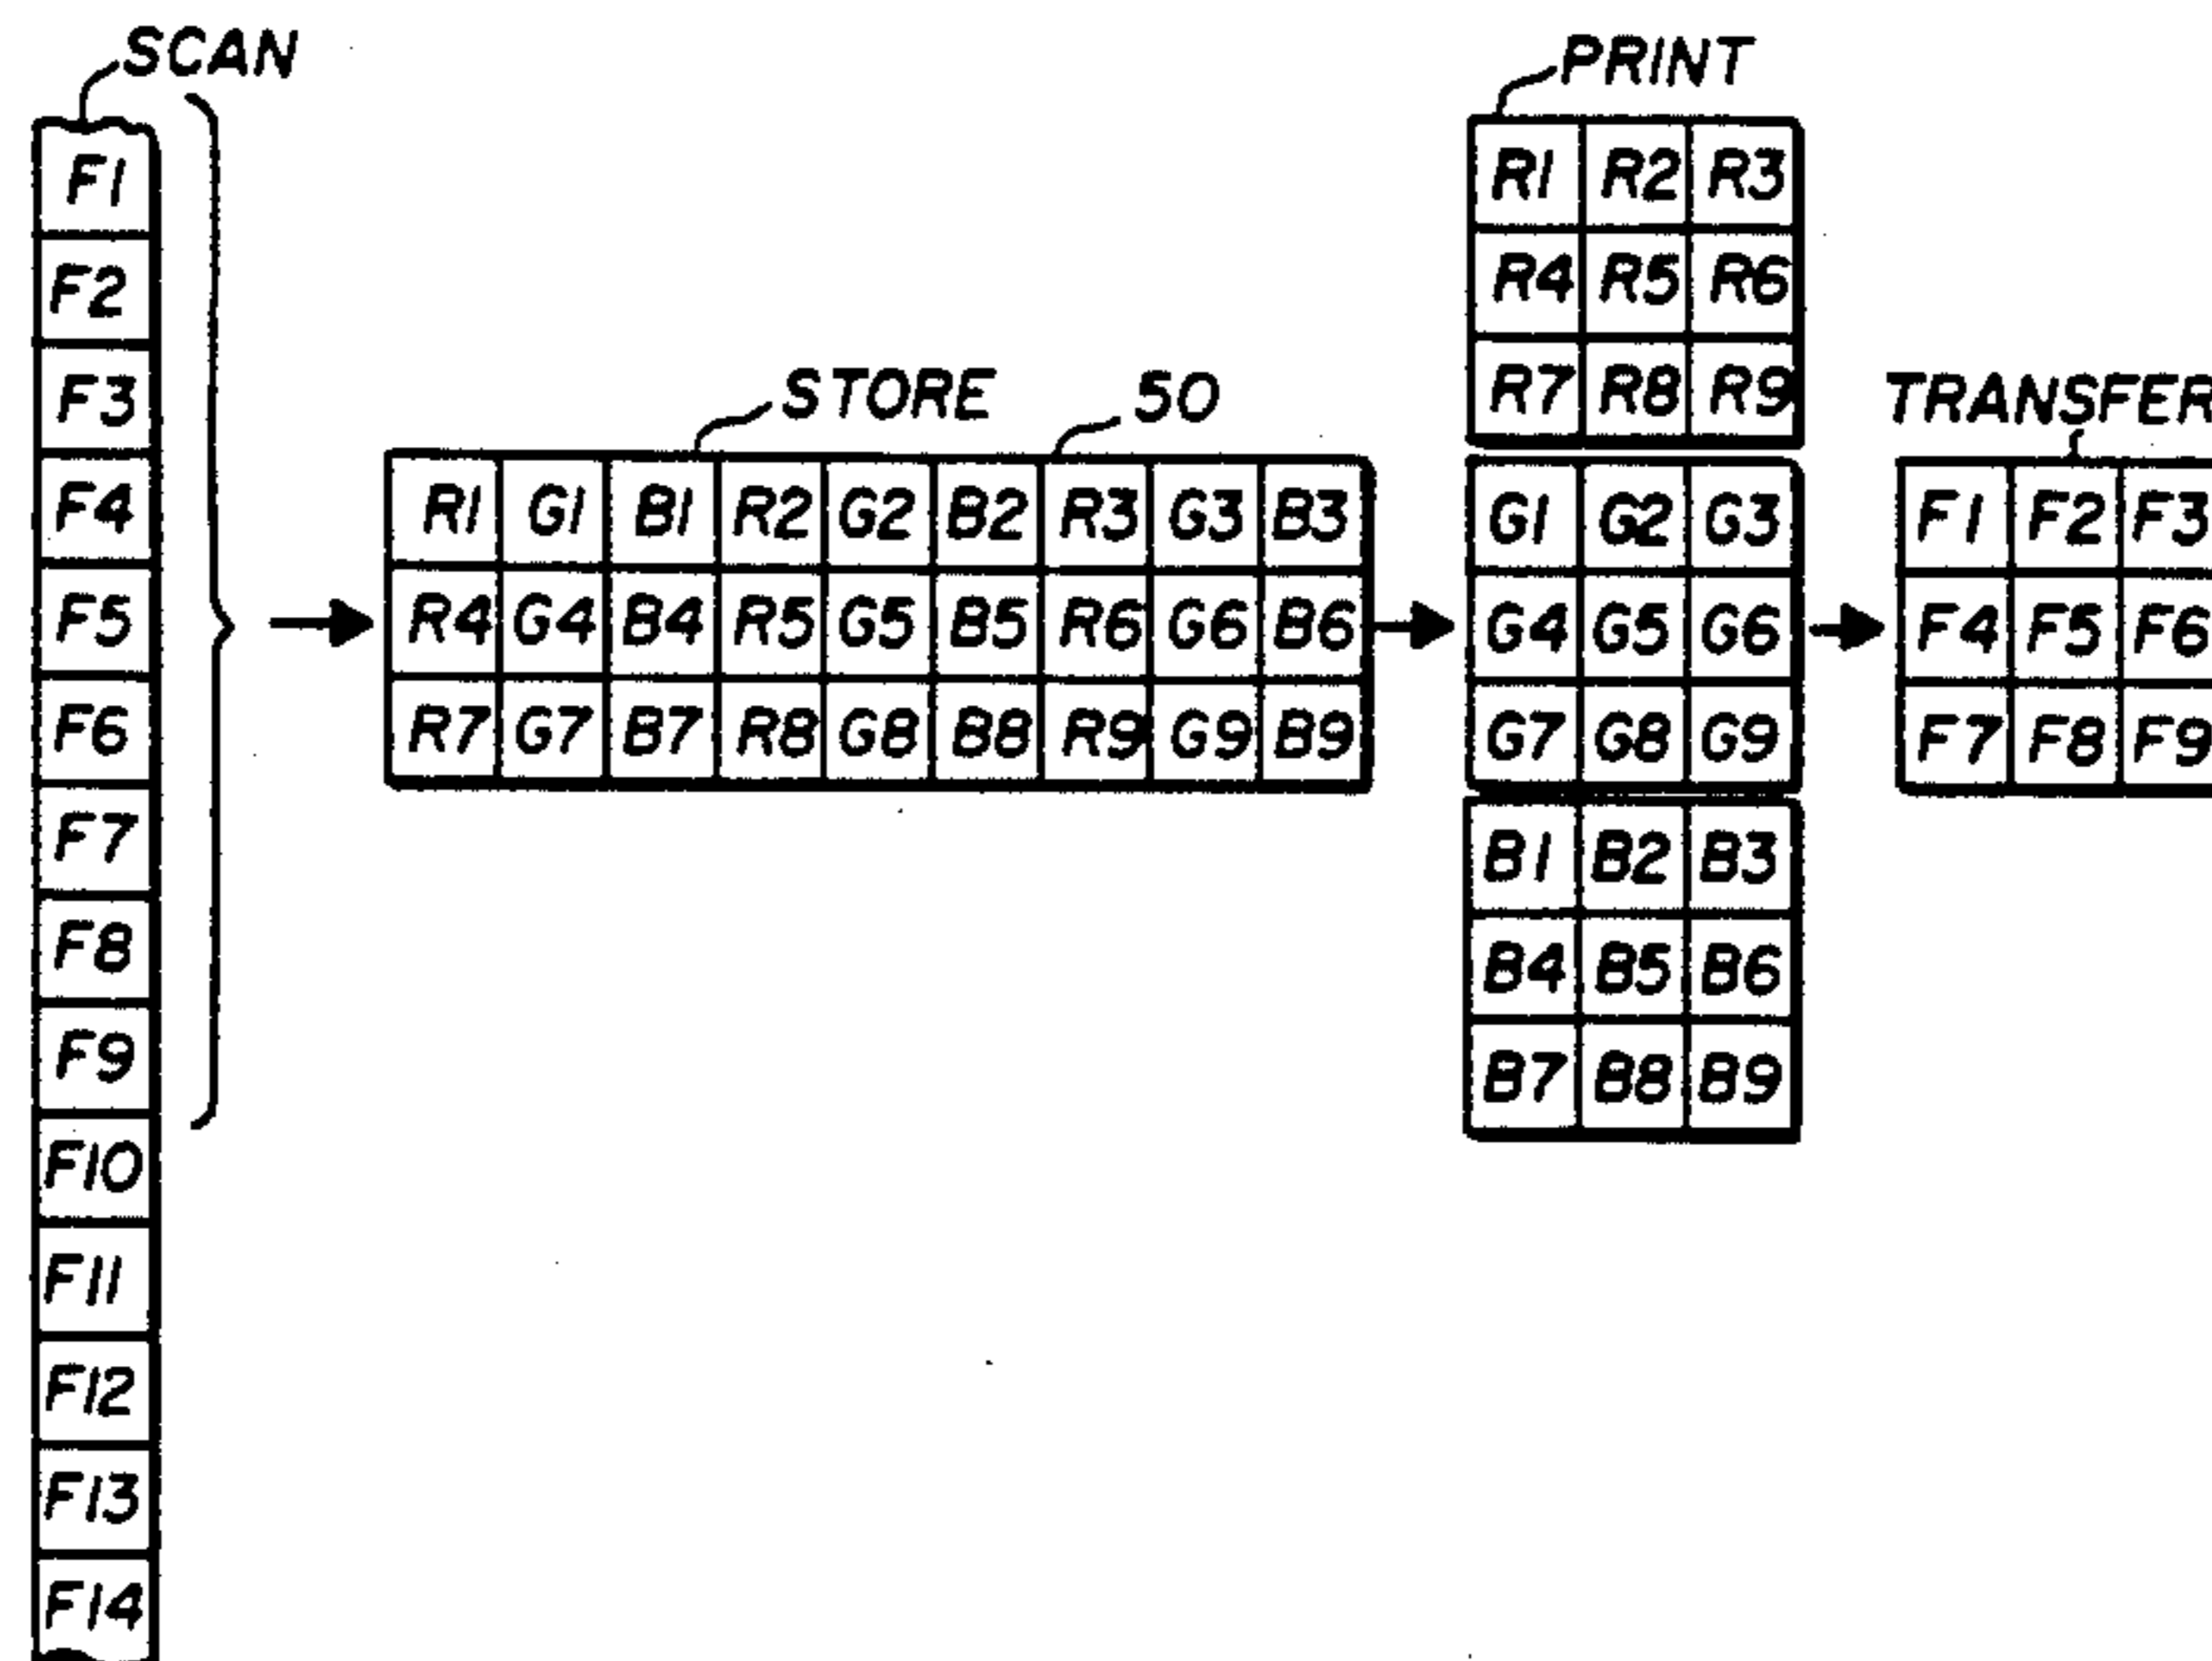 SCAN
F1
F2
F3
F4
F5
F6
F7
F8
F9
F10
F11
F12
F13
F14
STORE 50
R1 G1 B1 R2 G2 B2 R3 G3 B3
R4 G4 B4 R5 G5 B5 R6 G6 B6
R7 G7 B7 R8 G8 B8 R9 G9 B9
PRINT
R1 R2 R3
R4 R5 R6
R7 R8 R9
G1 G2 G3
G4 G5 G6
G7 G8 G9
B1 B2 B3
B4 B5 B6
B7 B8 B9
TRANSFER
F1 F2 F3
F4 F5 F6
F7 F8 F9